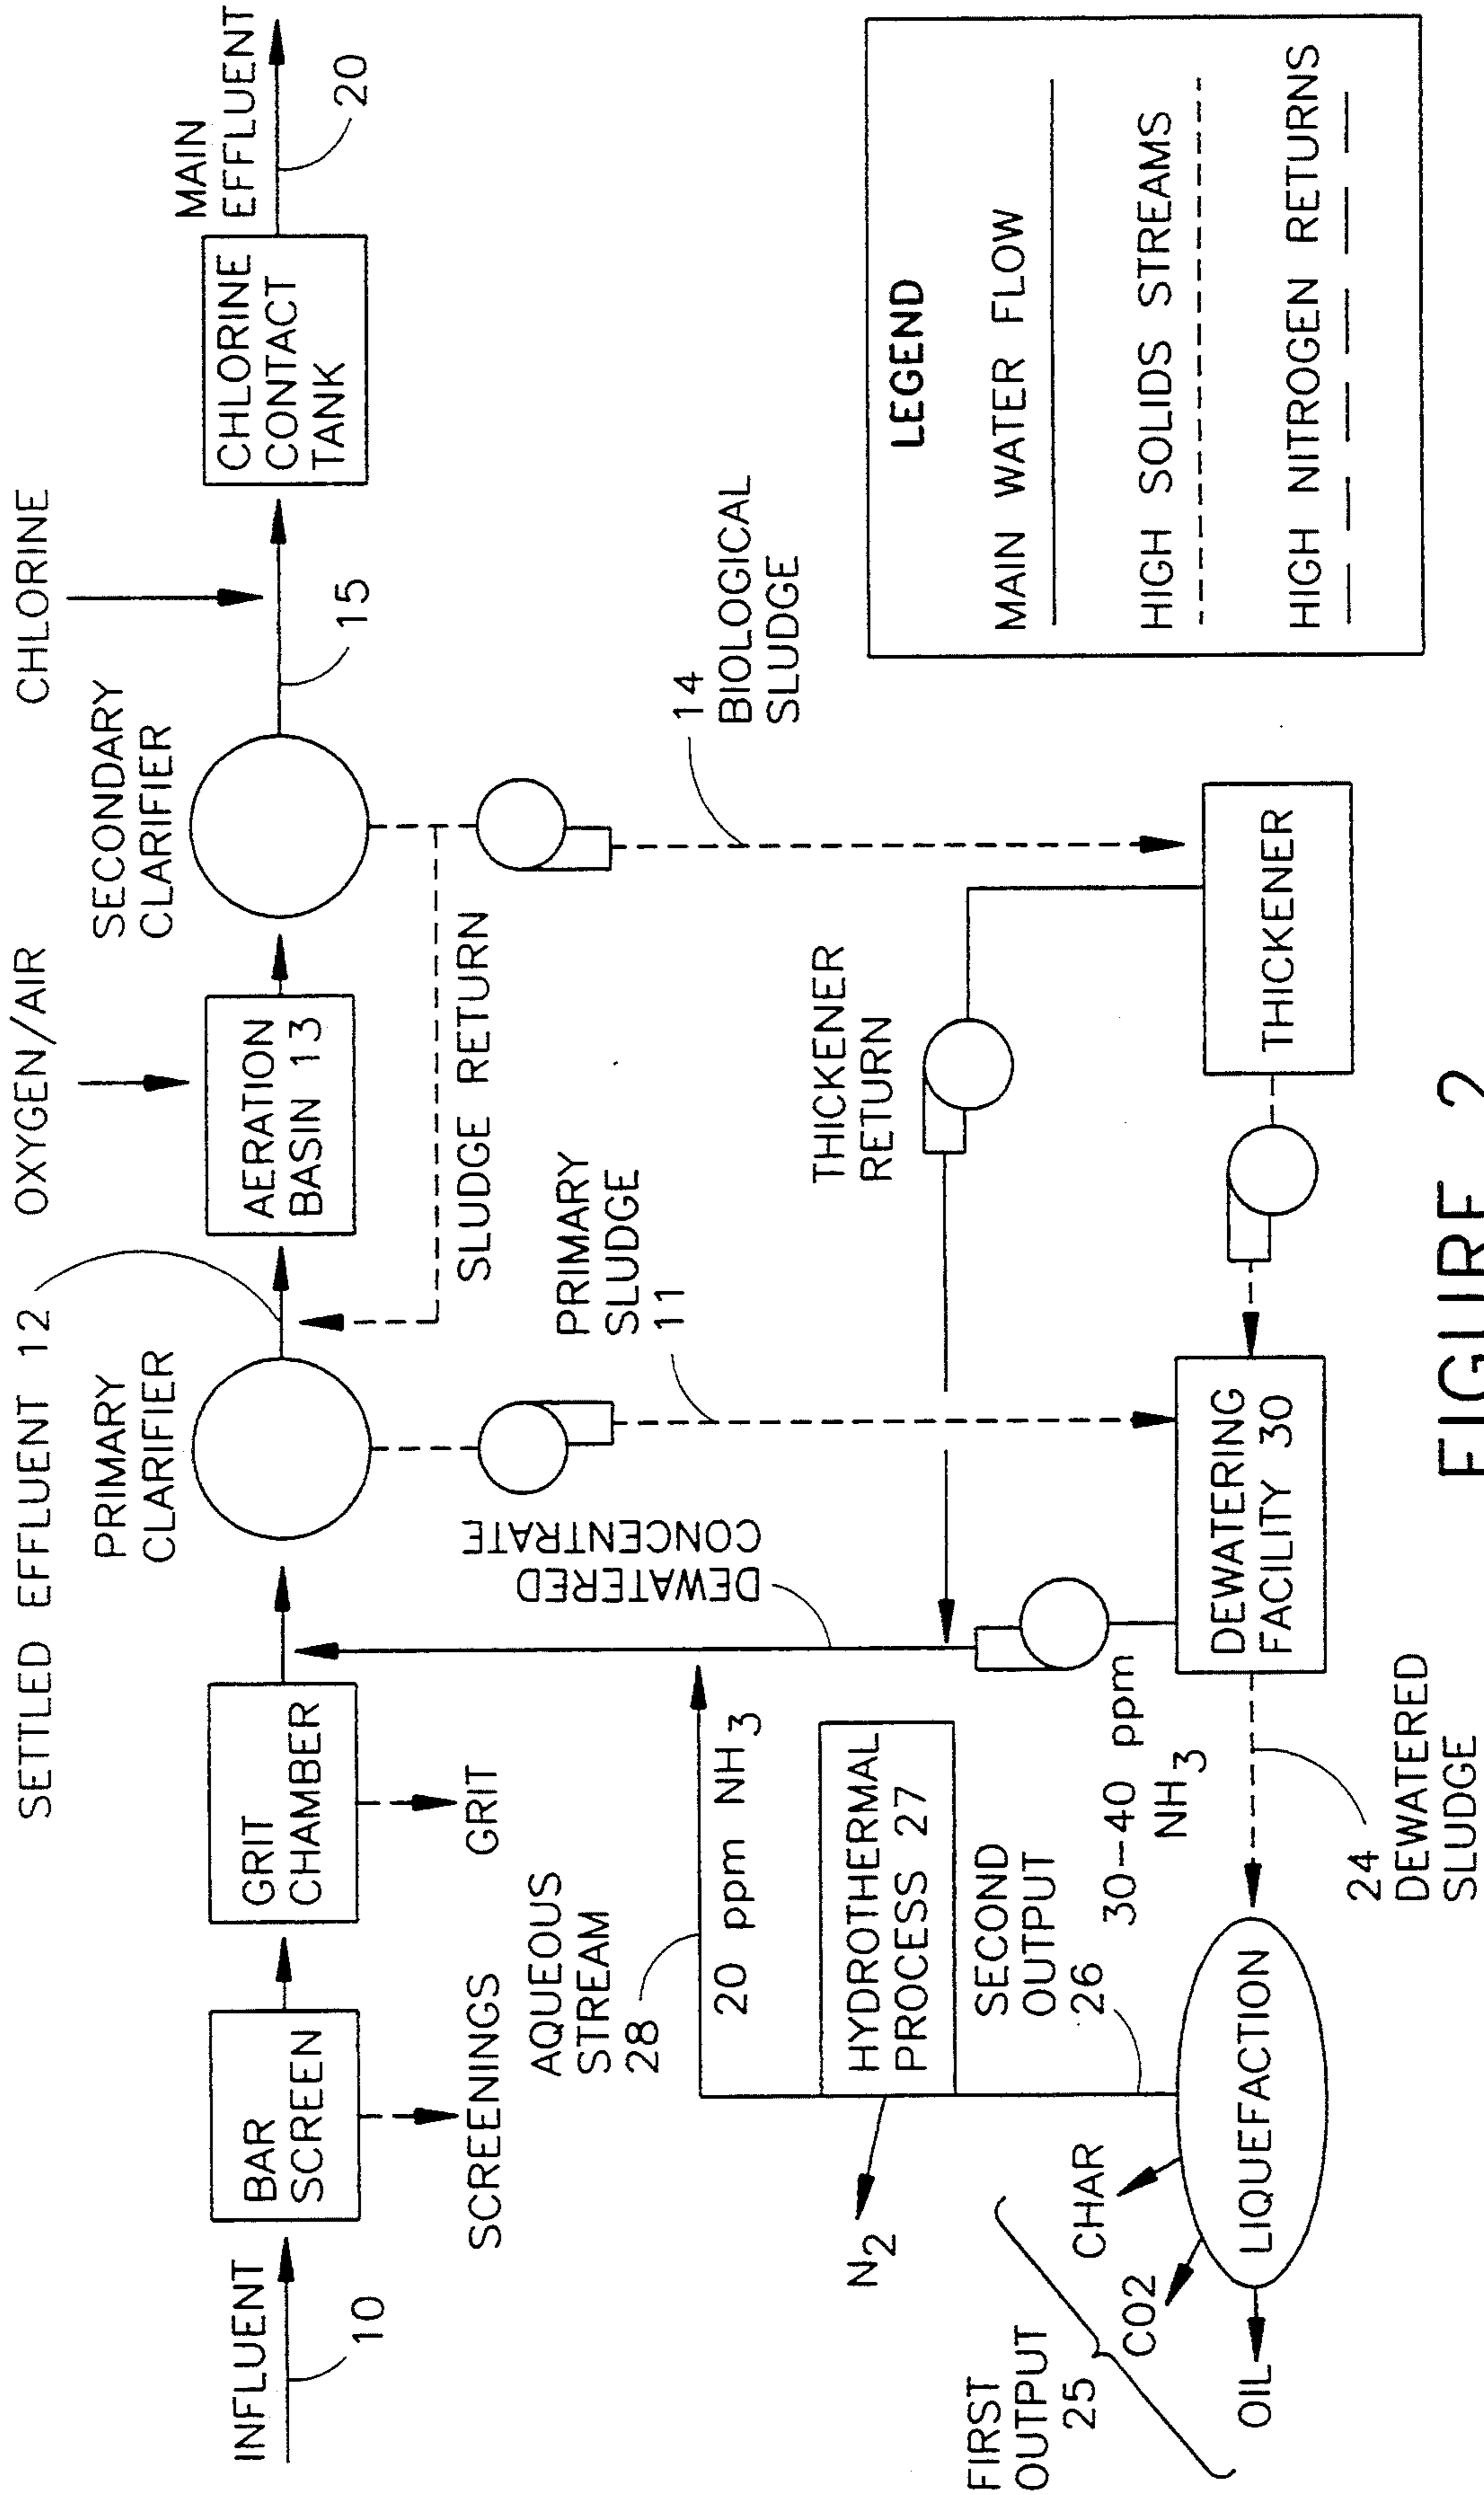 SETTLED EFFLUENT 12
OXYGEN/AIR
CHLORINE
PRIMARY
CLARIFIER
SECONDARY
CLARIFIER
MAIN
EFFLUENT
INFLUENT
BAR
SCREEN
GRIT
CHAMBER
AERATION
BASIN 13
CHLORINE
CONTACT
TANK
10
15
20
SCREENINGS
GRIT
SLUDGE RETURN
DEWATERED
CONCENTRATE
PRIMARY
SLUDGE
11
14
BIOLOGICAL
SLUDGE
AQUEOUS
STREAM
28
20 ppm NH3
THICKENER
RETURN
N2
HYDROTHERMAL
PROCESS 27
FIRST
OUTPUT
25
SECOND
OUTPUT
26
30-40 ppm
NH3
CHAR
CO2
OIL
LIQUEFACTION
DEWATERING
FACILITY 30
THICKENER
24
DEWATERED
SLUDGE
LEGEND
MAIN WATER FLOW
HIGH SOLIDS STREAMS
HIGH NITROGEN RETURNS
FIGURE 2